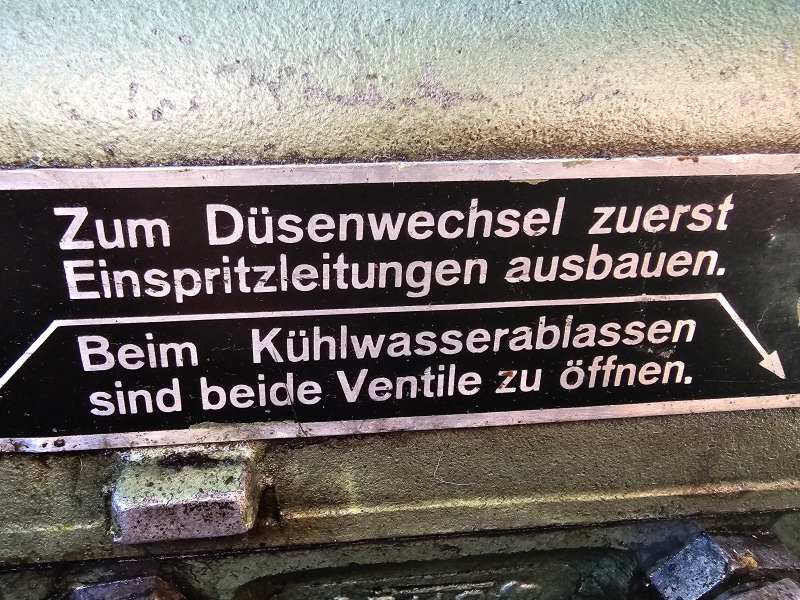 Zum Düsenwechsel zuerst
Einspritzleitungen ausbauen.
Beim Kühlwasserablassen
sind beide Ventile zu öffnen.